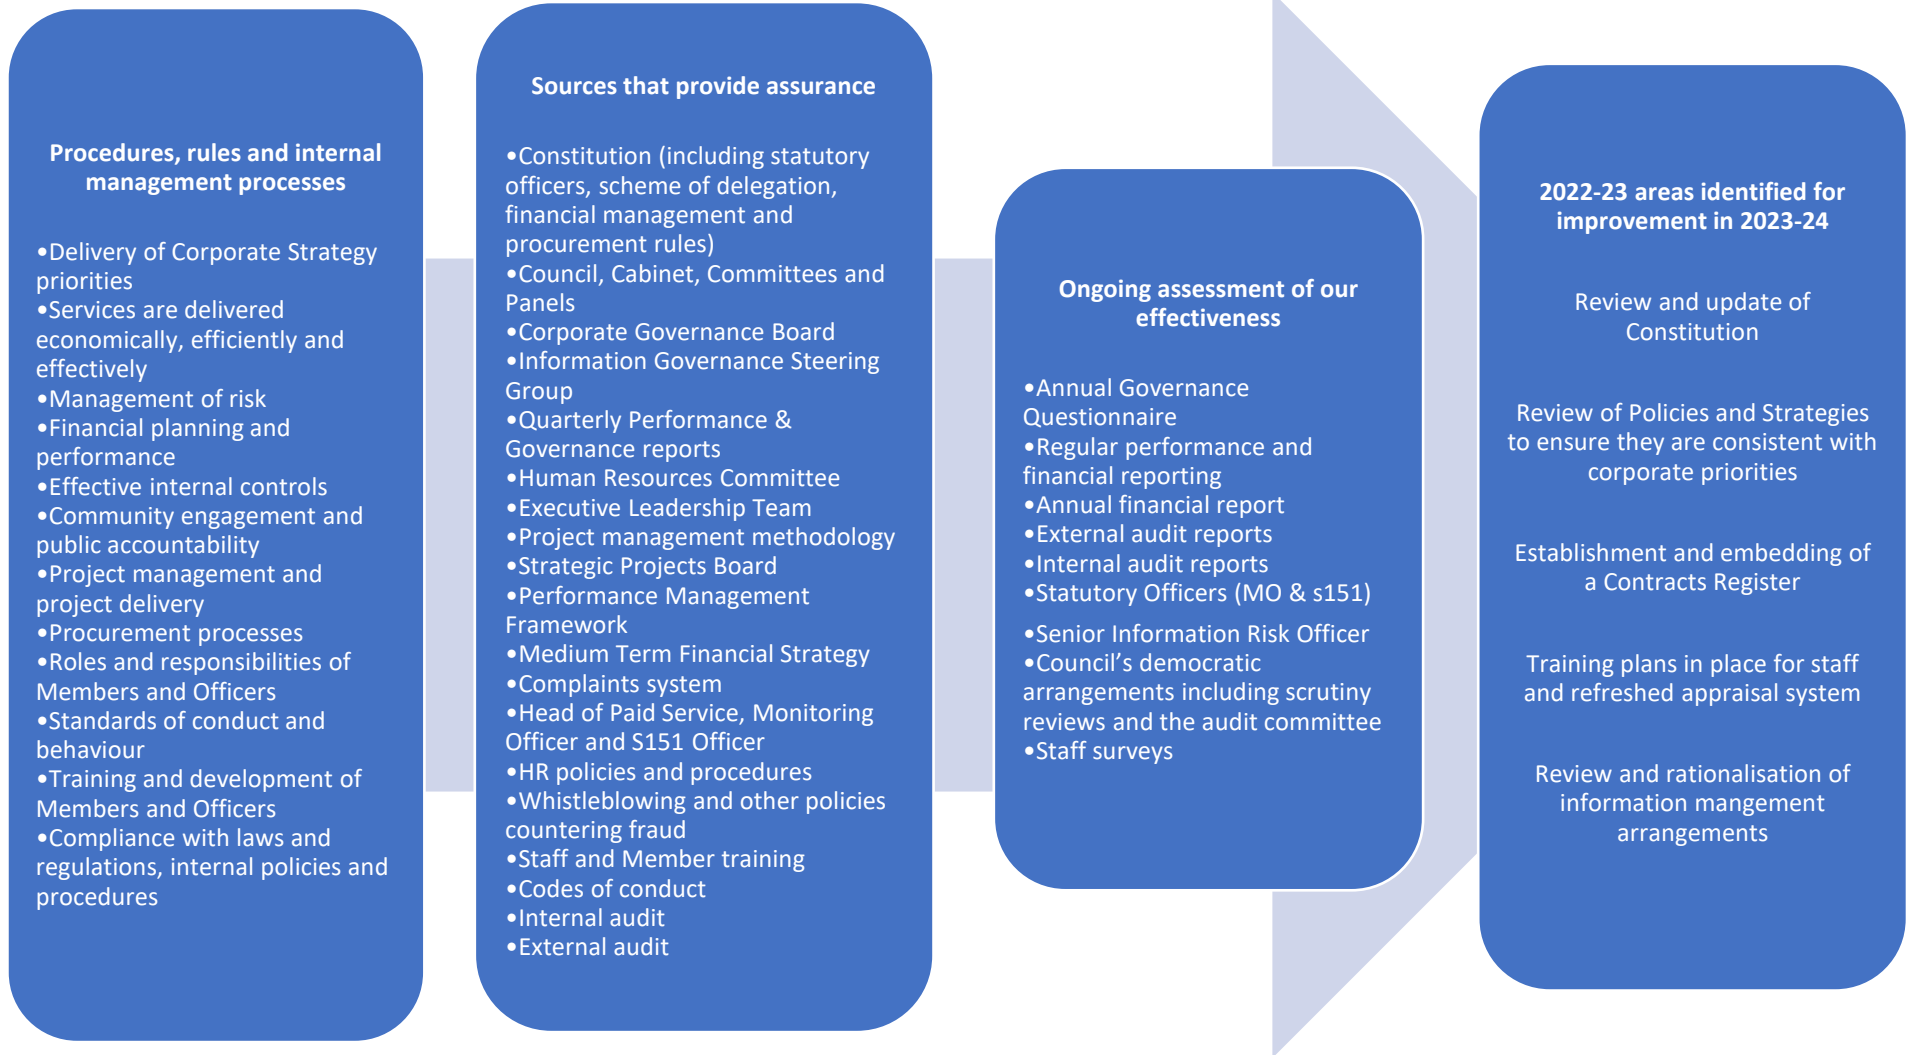 Procedures, rules and internal
management processes
•Delivery of Corporate Strategy
priorities
•Services are delivered
economically, efficiently and
effectively
•Management of risk
•Financial planning and
performance
•Effective internal controls
•Community engagement and
public accountability
•Project management and
project delivery
•Procurement processes
•Roles and responsibilities of
Members and Officers
•Standards of conduct and
behaviour
•Training and development of
Members and Officers
•Compliance with laws and
regulations, internal policies and
procedures
Sources that provide assurance
•Constitution (including statutory
officers, scheme of delegation,
financial management and
procurement rules)
•Council, Cabinet, Committees and
Panels
•Corporate Governance Board
•Information Governance Steering
Group
•Quarterly Performance &
Governance reports
•Human Resources Committee
•Executive Leadership Team
•Project management methodology
•Strategic Projects Board
•Performance Management
Framework
•Medium Term Financial Strategy
•Complaints system
•Head of Paid Service, Monitoring
Officer and S151 Officer
•HR policies and procedures
•Whistleblowing and other policies
countering fraud
•Staff and Member training
•Codes of conduct
•Internal audit
•External audit
Ongoing assessment of our
effectiveness
•Annual Governance
Questionnaire
•Regular performance and
financial reporting
•Annual financial report
•External audit reports
•Internal audit reports
•Statutory Officers (MO & s151)
•Senior Information Risk Officer
•Council’s democratic
arrangements including scrutiny
reviews and the audit committee
•Staff surveys
2022-23 areas identified for
improvement in 2023-24
Review and update of
Constitution
Review of Policies and Strategies
to ensure they are consistent with
corporate priorities
Establishment and embedding of
a Contracts Register
Training plans in place for staff
and refreshed appraisal system
Review and rationalisation of
information mangement
arrangements